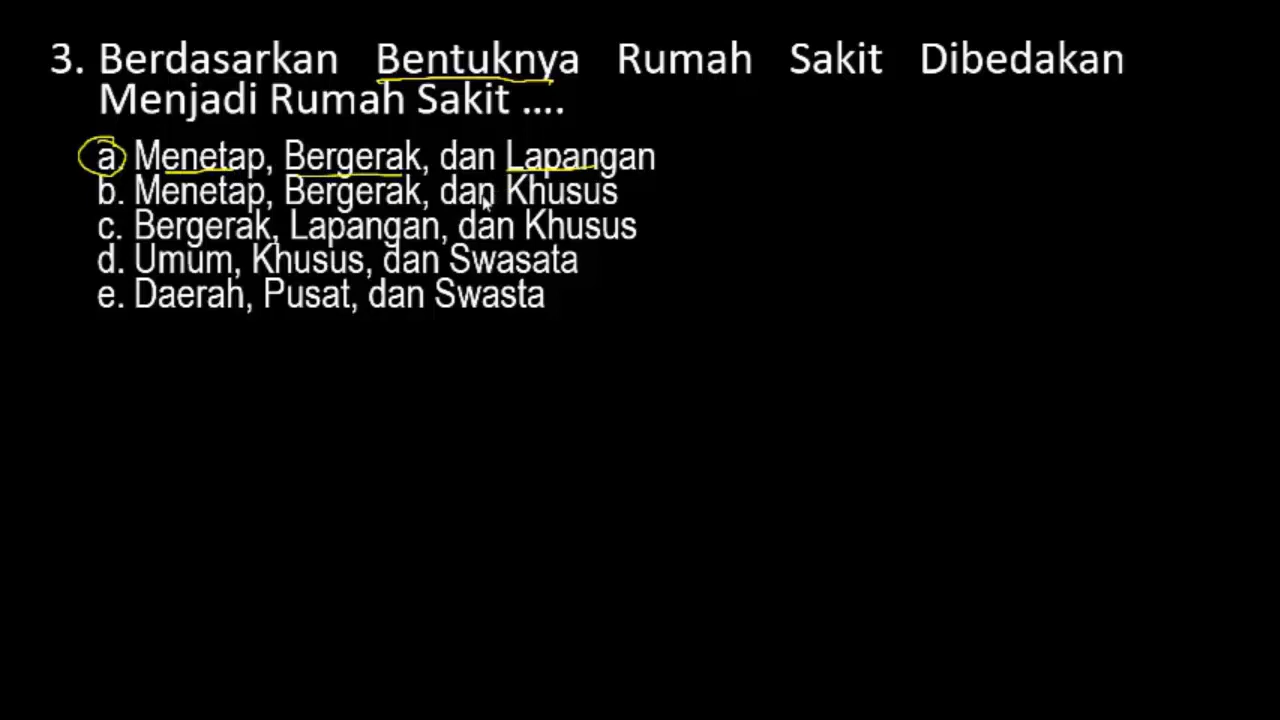 3. Berdasarkan Bentuknya Rumah Sakit Dibedakan
Menjadi Rumah Sakit ....
a. Menetap, Bergerak, dan Lapangan
b. Menetap, Bergerak, dan Khusus
c. Bergerak, Lapangan, dan Khusus
d. Umum, Khusus, dan Swasata
e. Daerah, Pusat, dan Swasta